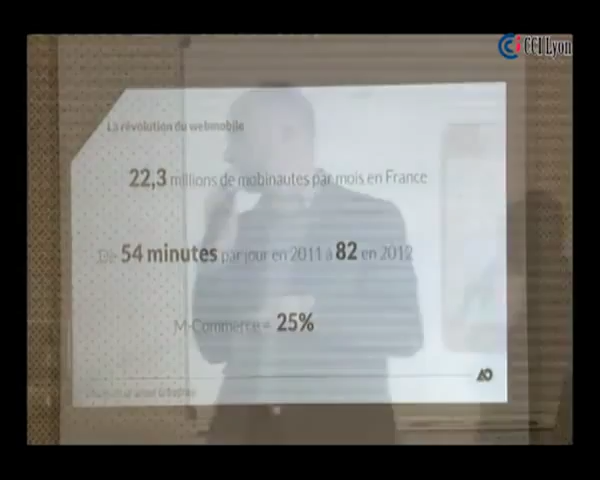 CCI Lyon
La révolution du webmobile
22,3 millions de mobinautes par mois en France
De 54 minutes par jour en 2011 à 82 en 2012
M-Commerce = 25%